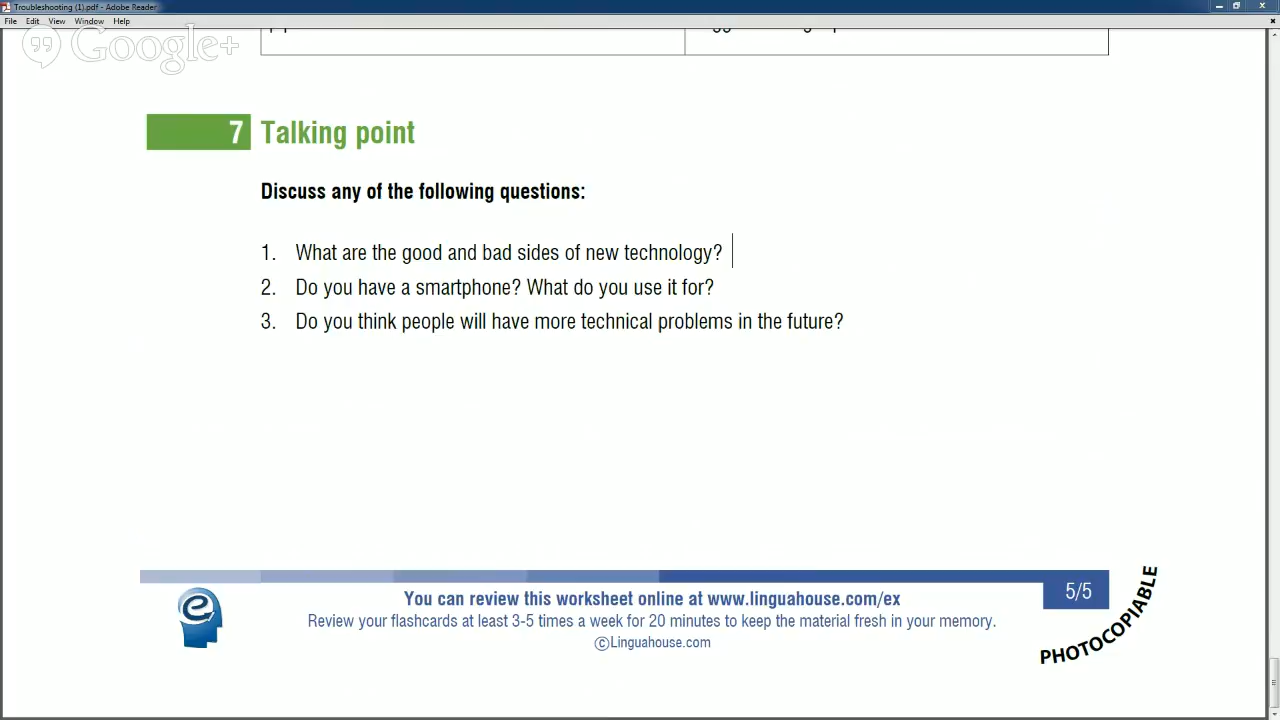 Troubleshooting (1).pdf - Adobe Reader
File Edit View Window Help
Google+
7 Talking point
Discuss any of the following questions:
1. What are the good and bad sides of new technology?
2. Do you have a smartphone? What do you use it for?
3. Do you think people will have more technical problems in the future?
You can review this worksheet online at www.linguahouse.com/ex
Review your flashcards at least 3-5 times a week for 20 minutes to keep the material fresh in your memory.
©Linguahouse.com
5/5
PHOTOCOPIABLE